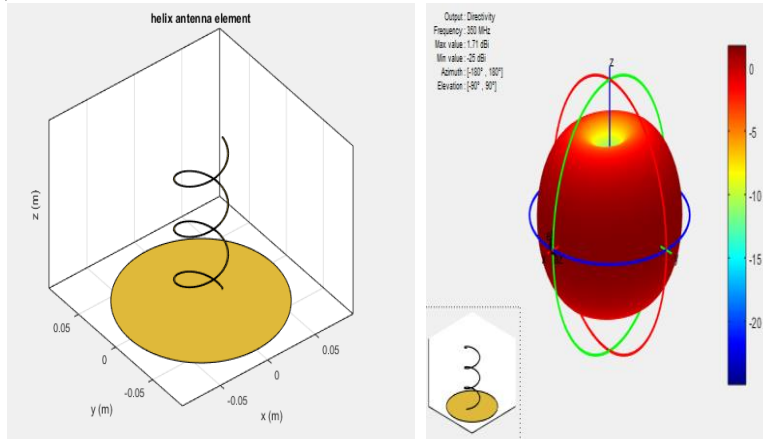 helix antenna element
z (m)
0.05
0
-0.05
y (m)
-0.05
0
0.05
x (m)
Output : Directivity
Frequency : 350 MHz
Max value : 1.71 dBi
Min value : -25 dBi
Azimuth : [-180° , 180°]
Elevation : [-90° , 90°]
z
0
-5
-10
-15
-20